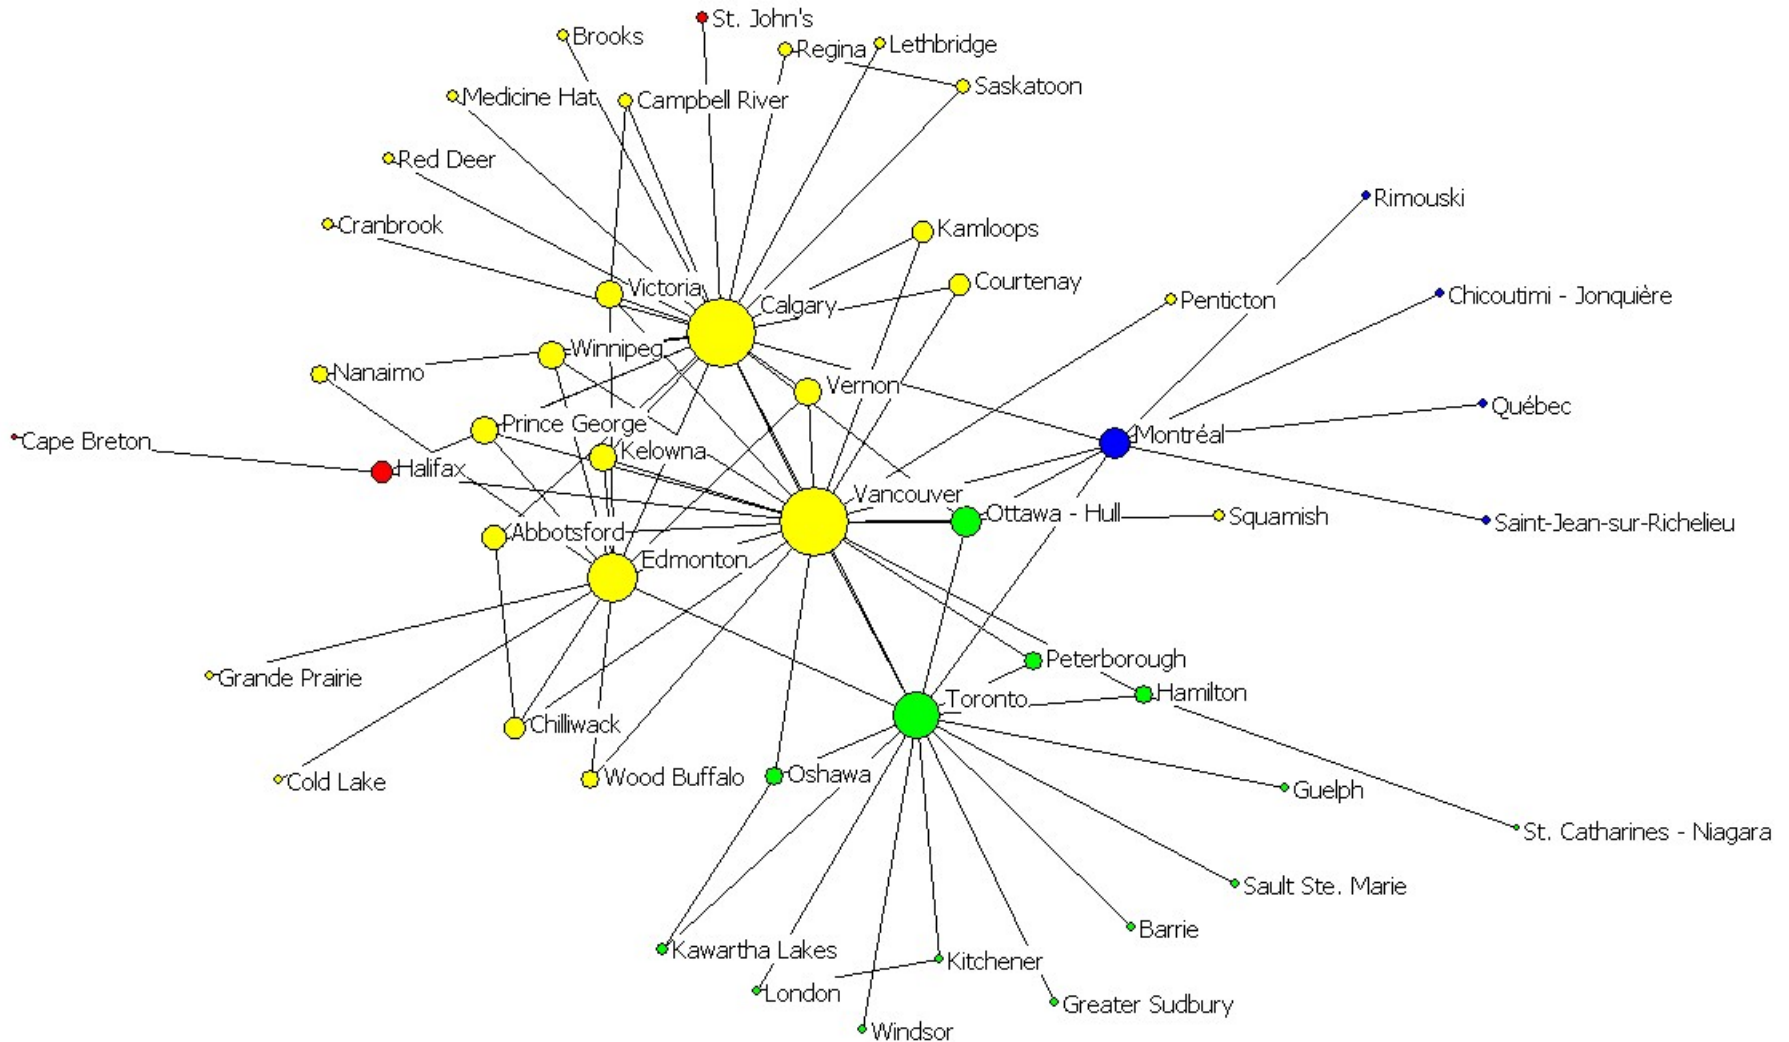 St. John's
Brooks
Regina
Lethbridge
Saskatoon
Medicine Hat
Campbell River
Red Deer
Rimouski
Cranbrook
Kamloops
Courtenay
Victoria
Calgary
Penticton
Chicoutimi - Jonquière
Winnipeg
Nanaimo
Vernon
Québec
Prince George
Montréal
Cape Breton
Halifax
Kelowna
Vancouver
Ottawa - Hull
Squamish
Saint-Jean-sur-Richelieu
Abbotsford
Edmonton
Peterborough
Grande Prairie
Toronto
Hamilton
Chilliwack
Cold Lake
Wood Buffalo
Oshawa
Guelph
St. Catharines - Niagara
Sault Ste. Marie
Barrie
Kawartha Lakes
Kitchener
London
Greater Sudbury
Windsor